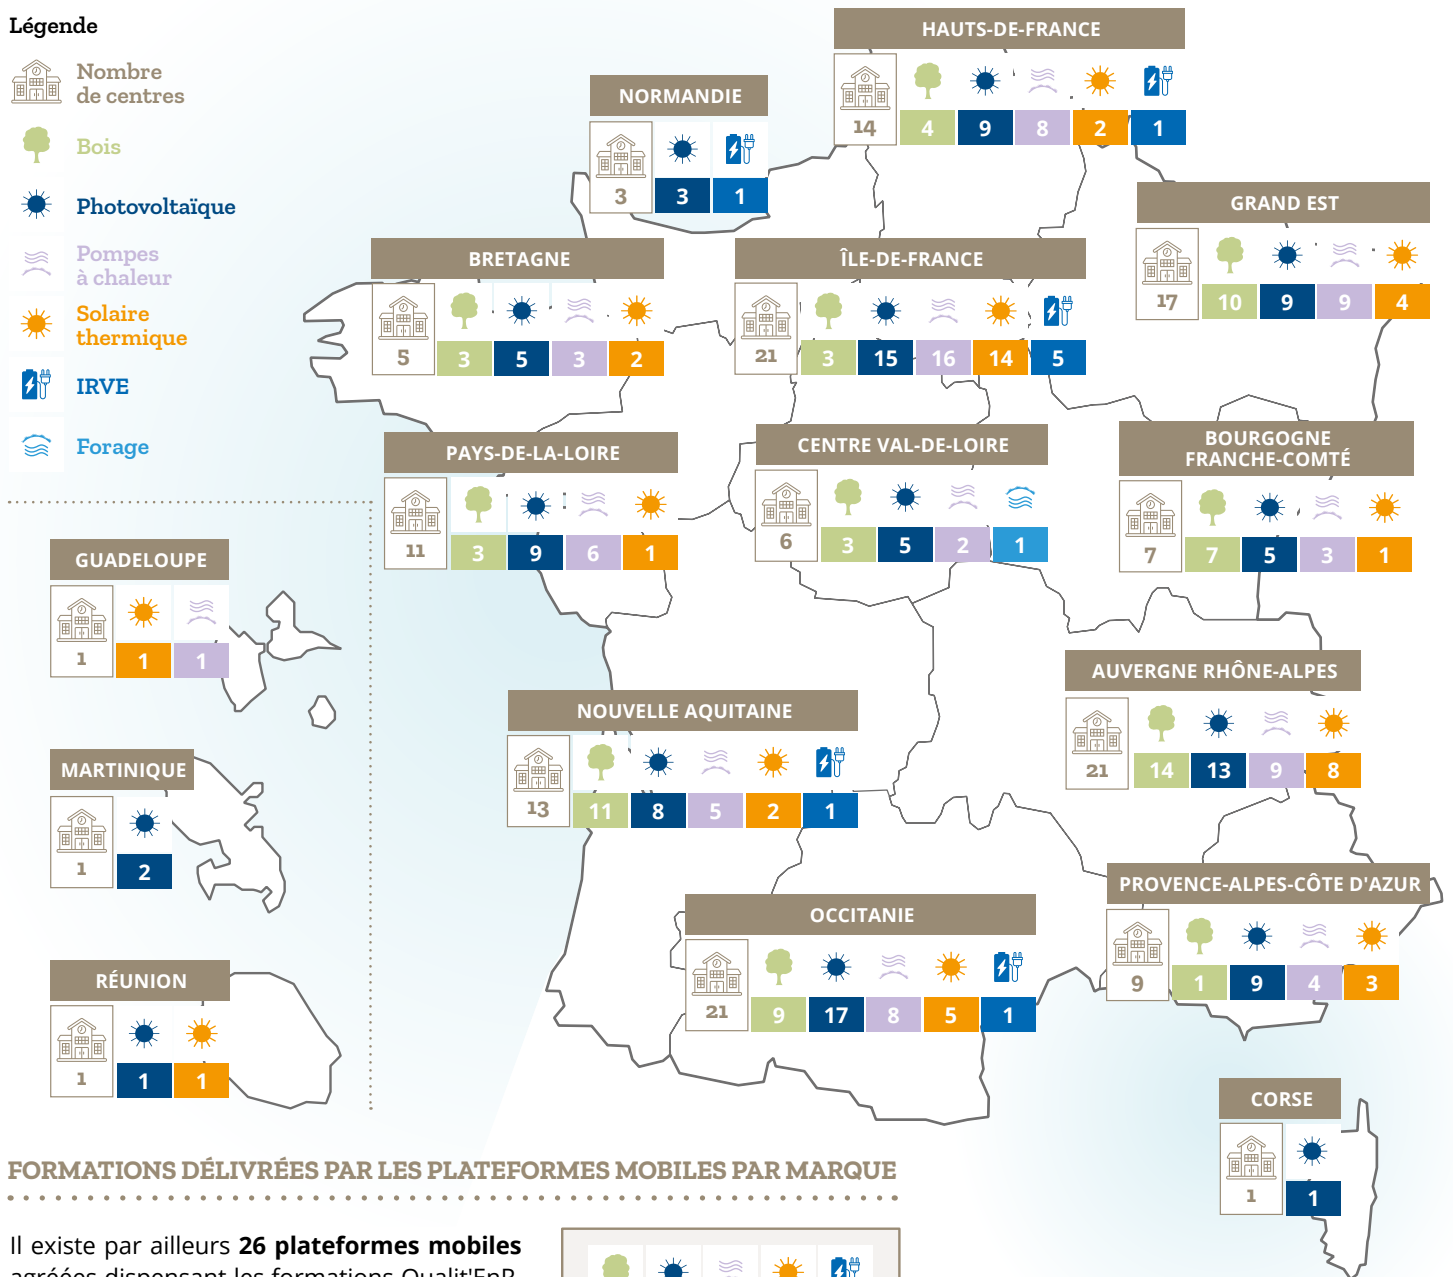 Légende
Nombre
de centres
Bois
Photovoltaïque
Pompes
à chaleur
Solaire
thermique
IRVE
Forage
HAUTS-DE-FRANCE
14 4 9 8 2 1
NORMANDIE
3 3 1
GRAND EST
17 10 9 9 4
BRETAGNE
5 3 5 3 2
ÎLE-DE-FRANCE
21 3 15 16 14 5
PAYS-DE-LA-LOIRE
11 3 9 6 1
CENTRE VAL-DE-LOIRE
6 3 5 2 1
BOURGOGNE
FRANCHE-COMTÉ
7 7 5 3 1
GUADELOUPE
1 1 1
AUVERGNE RHÔNE-ALPES
21 14 13 9 8
NOUVELLE AQUITAINE
13 11 8 5 2 1
MARTINIQUE
1 2
PROVENCE-ALPES-CÔTE D'AZUR
9 1 9 4 3
OCCITANIE
21 9 17 8 5 1
RÉUNION
1 1 1
CORSE
1 1
FORMATIONS DÉLIVRÉES PAR LES PLATEFORMES MOBILES PAR MARQUE
Il existe par ailleurs 26 plateformes mobiles
agréées dispensant les formations Qualit'EnR